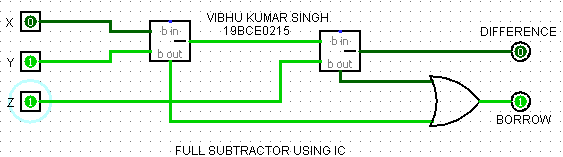 VIBHU KUMAR SINGH
19BCE0215
X 0
b in
b out
−
Y 1
b in
b out
−
DIFFERENCE
0
Z 1
1
BORROW
FULL SUBTRACTOR USING IC